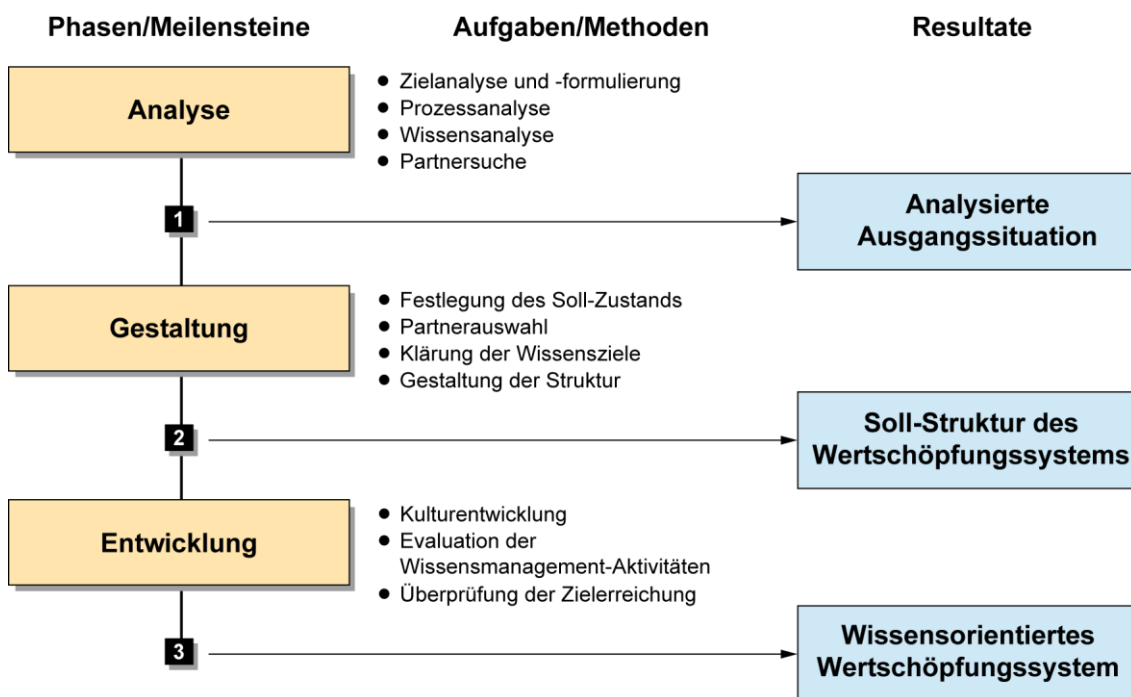 Phasen/Meilensteine
Aufgaben/Methoden
Resultate
Analyse
● Zielanalyse und -formulierung
● Prozessanalyse
● Wissensanalyse
● Partnersuche
1
Analysierte
Ausgangssituation
Gestaltung
● Festlegung des Soll-Zustands
● Partnerauswahl
● Klärung der Wissensziele
● Gestaltung der Struktur
2
Soll-Struktur des
Wertschöpfungssystems
Entwicklung
● Kulturentwicklung
● Evaluation der
Wissensmanagement-Aktivitäten
● Überprüfung der Zielerreichung
3
Wissensorientiertes
Wertschöpfungssystem